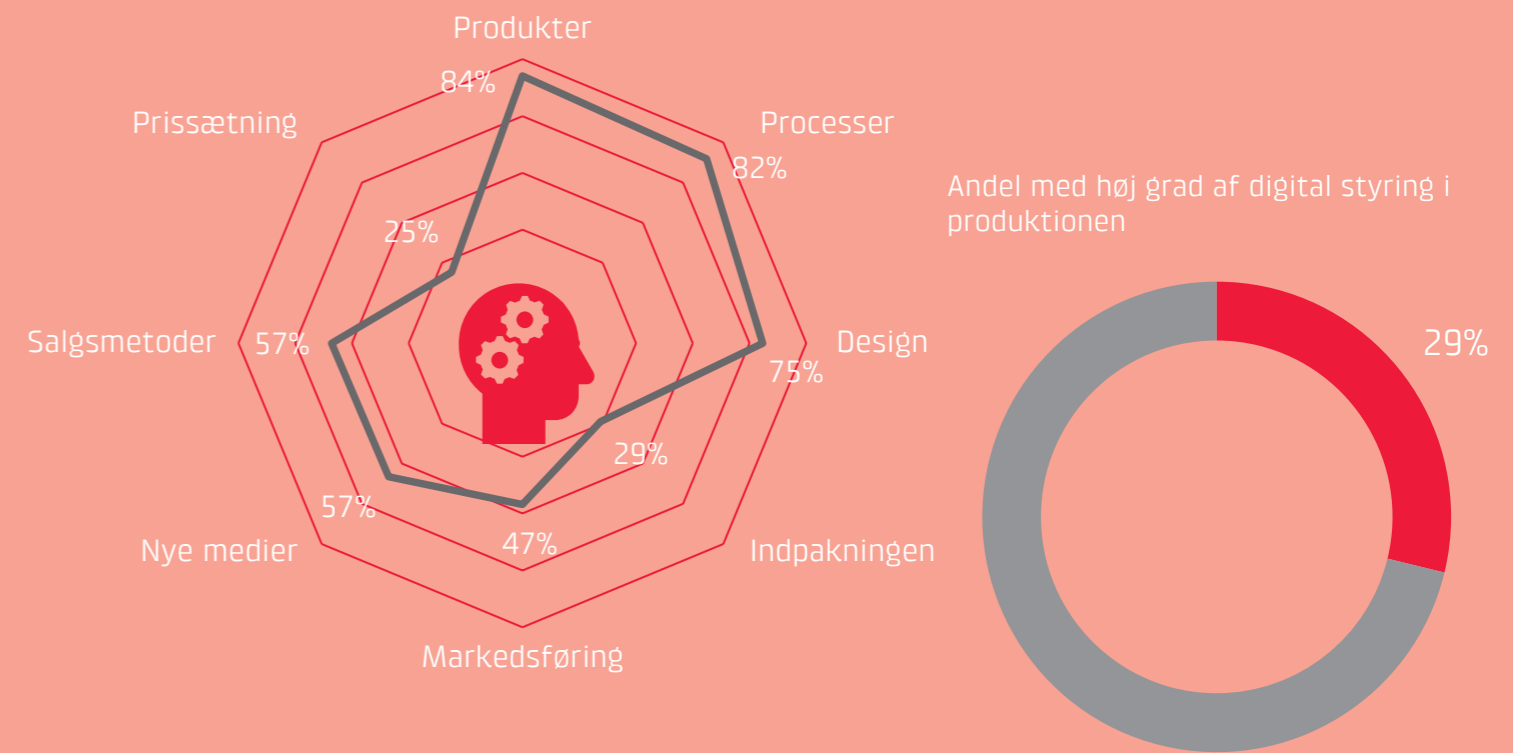 Produkter
84%
Prissætning
Processer
82%
25%
Salgsmetoder
57%
Design
75%
29%
57%
47%
Nye medier
Indpakningen
Markedsføring
Andel med høj grad af digital styring i
produktionen
29%